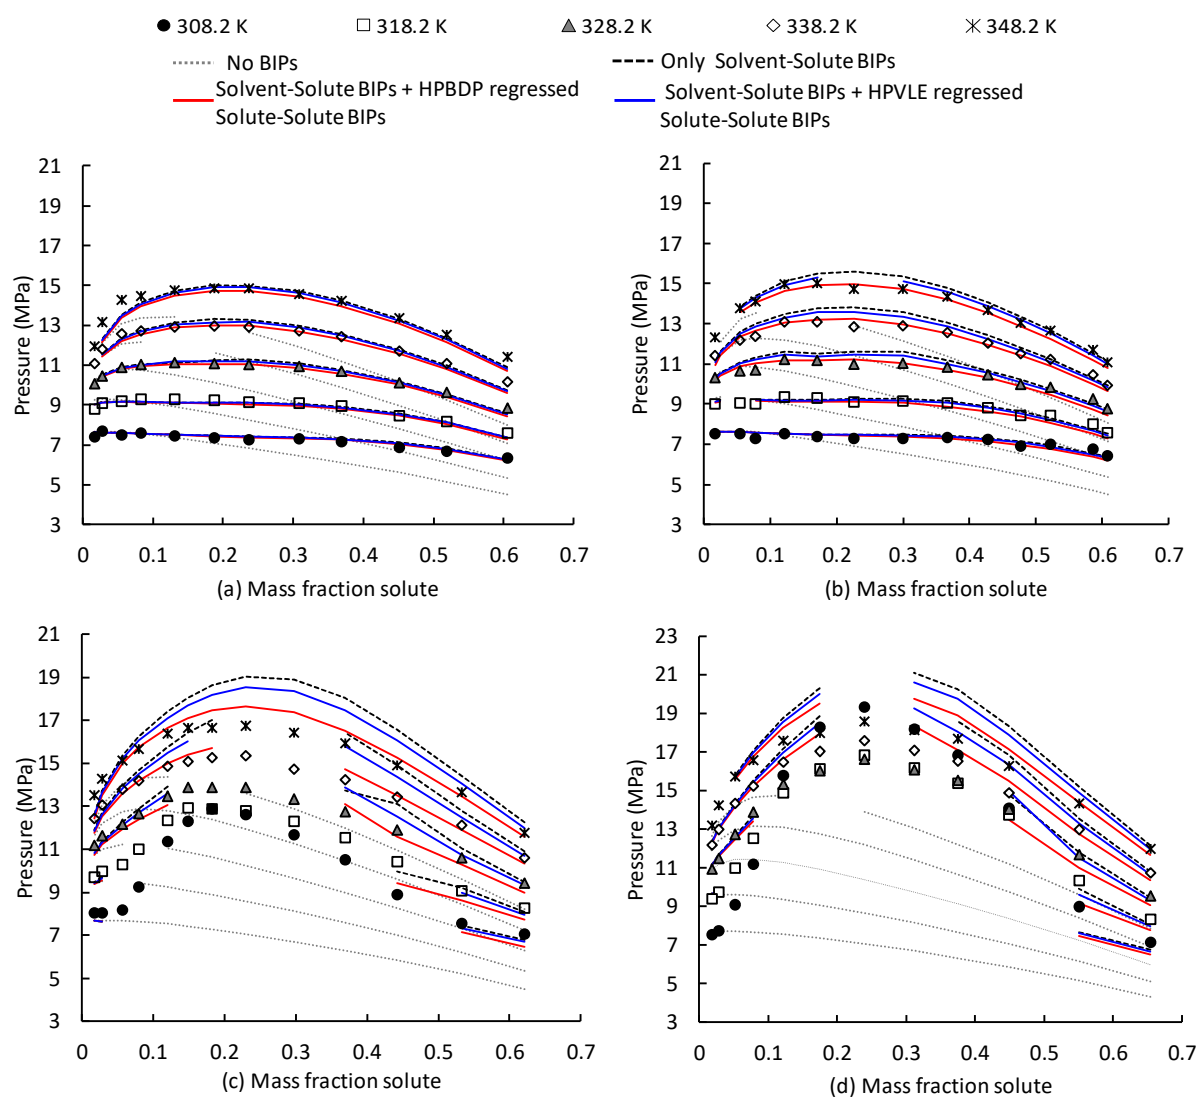 308.2 K 318.2 K 328.2 K 338.2 K 348.2 K
No BIPs Only Solvent-Solute BIPs
Solvent-Solute BIPs + HPBDP regressed
Solute-Solute BIPs
Solvent-Solute BIPs + HPVLE regressed
Solute-Solute BIPs
21
19
17
15
13
11
9
7
5
3
Pressure (MPa)
0 0.1 0.2 0.3 0.4 0.5 0.6 0.7
(a) Mass fraction solute
21
19
17
15
13
11
9
7
5
3
Pressure (MPa)
0 0.1 0.2 0.3 0.4 0.5 0.6 0.7
(b) Mass fraction solute
21
19
17
15
13
11
9
7
5
3
Pressure (MPa)
0 0.1 0.2 0.3 0.4 0.5 0.6 0.7
(c) Mass fraction solute
23
21
19
17
15
13
11
9
7
5
3
Pressure (MPa)
0 0.1 0.2 0.3 0.4 0.5 0.6 0.7
(d) Mass fraction solute